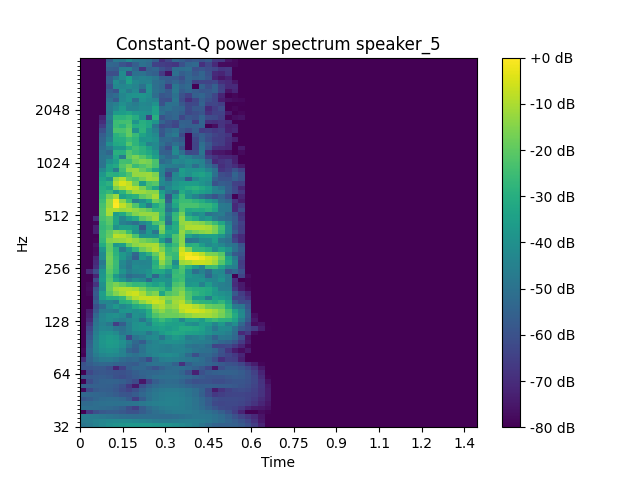 Constant-Q power spectrum speaker_5
+0 dB
-10 dB
-20 dB
-30 dB
-40 dB
-50 dB
-60 dB
-70 dB
-80 dB
2048
1024
512
256
128
64
32
Hz
0 0.15 0.3 0.45 0.6 0.75 0.9 1.1 1.2 1.4
Time